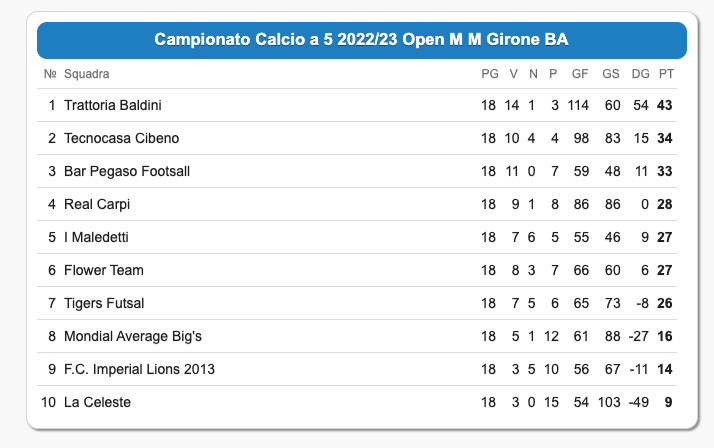 Campionato Calcio a 5 2022/23 Open M M Girone BA
№ Squadra PG V N P GF GS DG PT
1 Trattoria Baldini 18 14 1 3 114 60 54 43
2 Tecnocasa Cibeno 18 10 4 4 98 83 15 34
3 Bar Pegaso Footsall 18 11 0 7 59 48 11 33
4 Real Carpi 18 9 1 8 86 86 0 28
5 I Maledetti 18 7 6 5 55 46 9 27
6 Flower Team 18 8 3 7 66 60 6 27
7 Tigers Futsal 18 7 5 6 65 73 -8 26
8 Mondial Average Big's 18 5 1 12 61 88 -27 16
9 F.C. Imperial Lions 2013 18 3 5 10 56 67 -11 14
10 La Celeste 18 3 0 15 54 103 -49 9